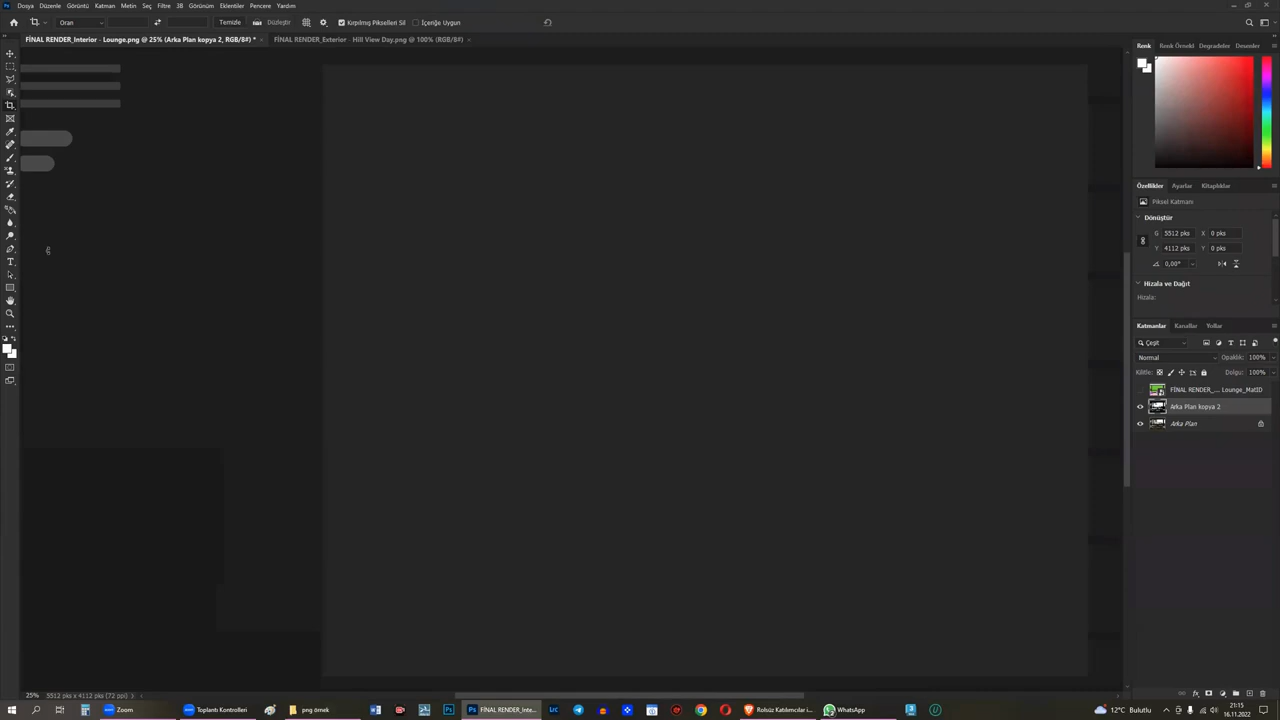 Dosya Düzenle Görüntü Katman Metin Seç Filtre 3B Görünüm Eklentiler Pencere Yardım
Oran Temizle Düzleştir Kırpılmış Pikselleri Sil İçeriğe Uygun
FİNAL RENDER_Interior - Lounge.png @ 25% (Arka Plan kopya 2, RGB/8#) * ×
FİNAL RENDER_Exterior - Hill View Day.png @ 100% (RGB/8#) ×
Renk Renk Örnekl Degradeler Desenler
Özellikler Ayarlar Kitaplıklar
Piksel Katmanı
Dönüştür
G 5512 pks X 0 pks
Y 4112 pks Y 0 pks
0,00°
Hizala ve Dağıt
Hizala:
Katmanlar Kanallar Yollar
Çeşit
Normal Opaklık: 100%
Kilitle: Dolgu: 100%
FİNAL RENDER_... Lounge_MatID
Arka Plan kopya 2
Arka Plan
25% 5512 pks x 4112 pks (72 ppi)
Zoom Toplantı Kontrolleri png örnek FİNAL RENDER_Inte... Rolsüz Katılımcılar i... WhatsApp 12°C Bulutlu 21:15
16.11.2022